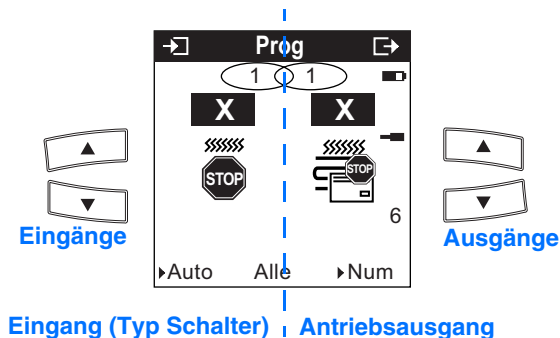 Prog
1 1
X X
STOP STOP
6
Eingänge Ausgänge
Auto Alle Num
Eingang (Typ Schalter) Antriebsausgang